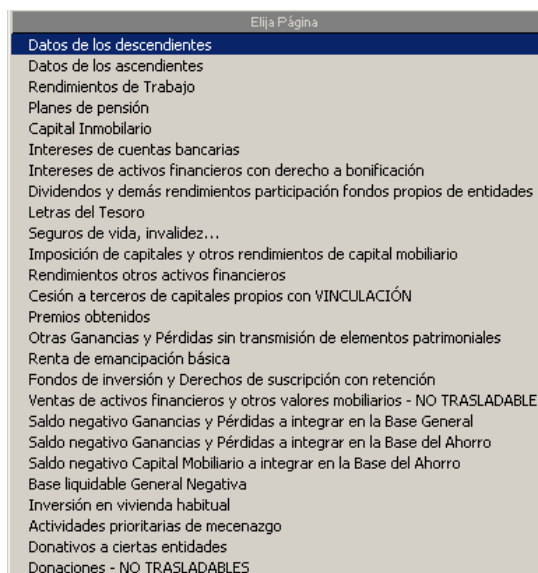 Elija Página
Datos de los descendientes
Datos de los ascendientes
Rendimientos de Trabajo
Planes de pensión
Capital Inmobilario
Intereses de cuentas bancarias
Intereses de activos financieros con derecho a bonificación
Dividendos y demás rendimientos participación fondos propios de entidades
Letras del Tesoro
Seguros de vida, invalidez...
Imposición de capitales y otros rendimientos de capital mobiliario
Rendimientos otros activos financieros
Cesión a terceros de capitales propios con VINCULACIÓN
Premios obtenidos
Otras Ganancias y Pérdidas sin transmisión de elementos patrimoniales
Renta de emancipación básica
Fondos de inversión y Derechos de suscripción con retención
Ventas de activos financieros y otros valores mobiliarios - NO TRASLADABLE
Saldo negativo Ganancias y Pérdidas a integrar en la Base General
Saldo negativo Ganancias y Pérdidas a integrar en la Base del Ahorro
Saldo negativo Capital Mobiliario a integrar en la Base del Ahorro
Base liquidable General Negativa
Inversión en vivienda habitual
Actividades prioritarias de mecenazgo
Donativos a ciertas entidades
Donaciones - NO TRASLADABLES